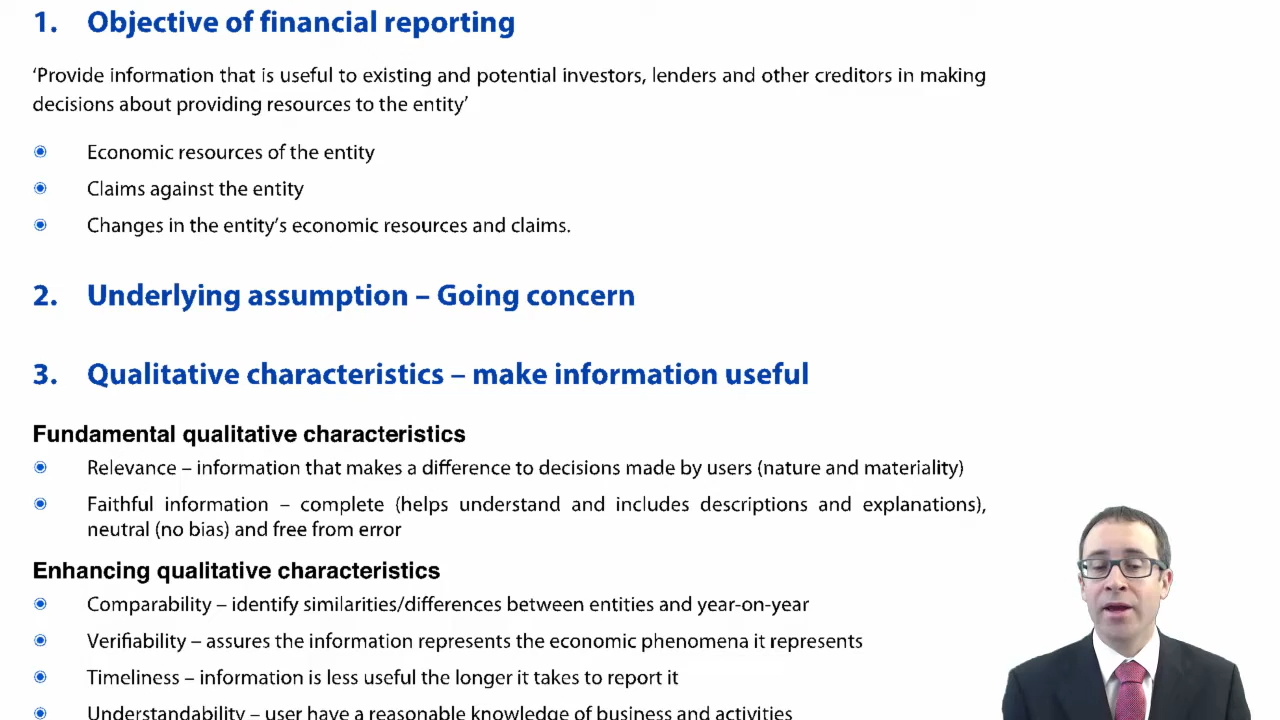 1. Objective of financial reporting
‘Provide information that is useful to existing and potential investors, lenders and other creditors in making
decisions about providing resources to the entity’
Economic resources of the entity
Claims against the entity
Changes in the entity’s economic resources and claims.
2. Underlying assumption – Going concern
3. Qualitative characteristics – make information useful
Fundamental qualitative characteristics
Relevance – information that makes a difference to decisions made by users (nature and materiality)
Faithful information – complete (helps understand and includes descriptions and explanations),
neutral (no bias) and free from error
Enhancing qualitative characteristics
Comparability – identify similarities/differences between entities and year-on-year
Verifiability – assures the information represents the economic phenomena it represents
Timeliness – information is less useful the longer it takes to report it
Understandability – user have a reasonable knowledge of business and activities